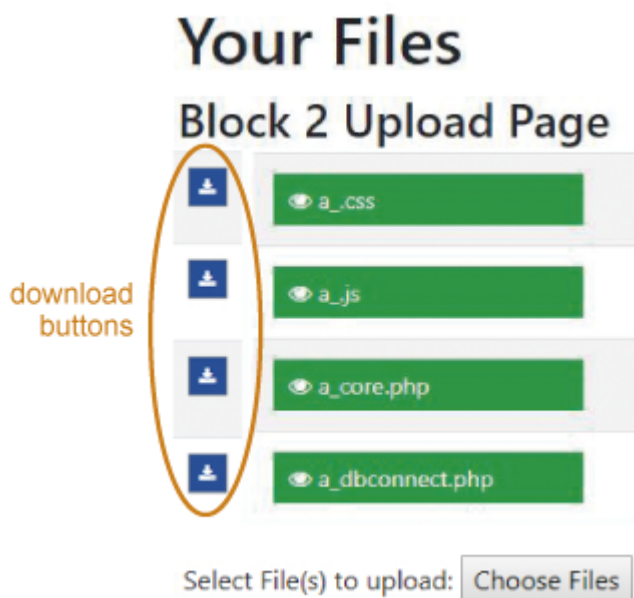 Your Files
Block 2 Upload Page
a_.css
a_.js
download
buttons
a_core.php
a_dbconnect.php
Select File(s) to upload: Choose Files